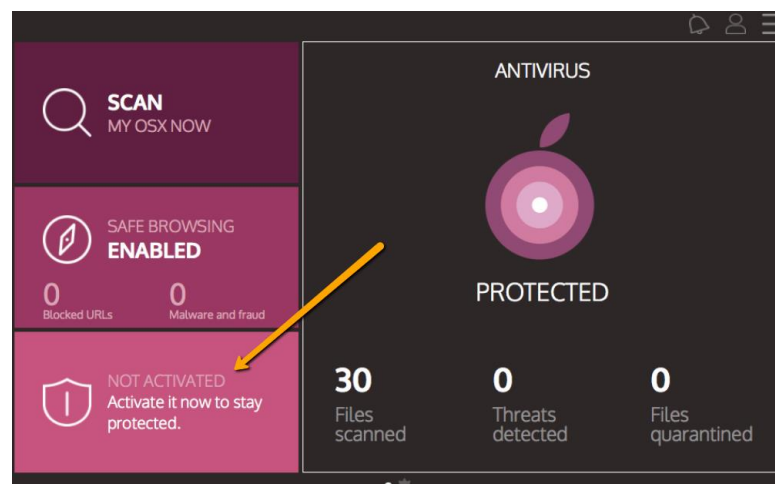 SCAN
MY OSX NOW
SAFE BROWSING
ENABLED
0
Blocked URLs
0
Malware and fraud
NOT ACTIVATED
Activate it now to stay
protected.
ANTIVIRUS
PROTECTED
30
Files
scanned
0
Threats
detected
0
Files
quarantined